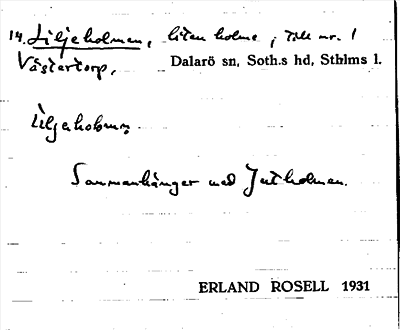 14. Liljeholmen, liten holme, till nr. 1
Västertorp, Dalarö sn, Soth.s hd, Sthlms l.
Liljeholmen
Sammanhänger med Jutholmen.
ERLAND ROSELL 1931